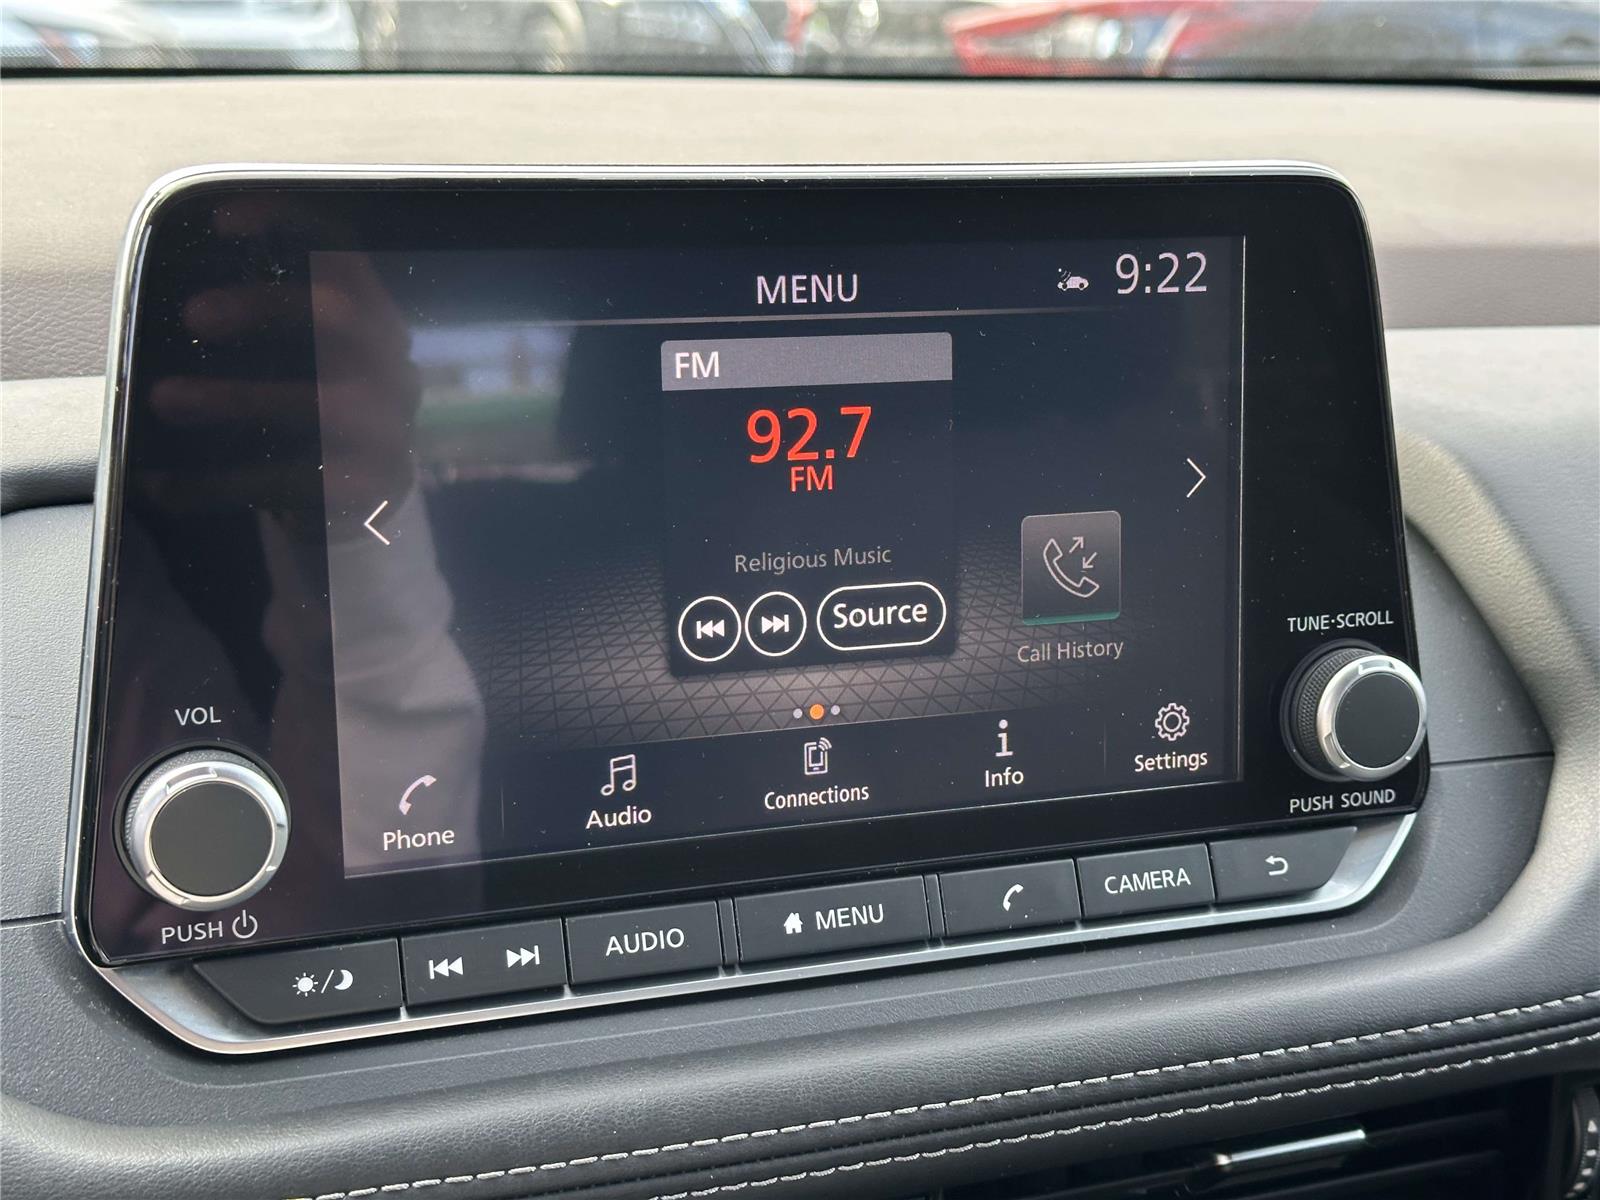 MENU
9:22
FM
92.7
FM
Religious Music
Source
Call History
Phone
Audio
Connections
Info
Settings
VOL
PUSH
TUNE·SCROLL
PUSH SOUND
AUDIO
MENU
CAMERA